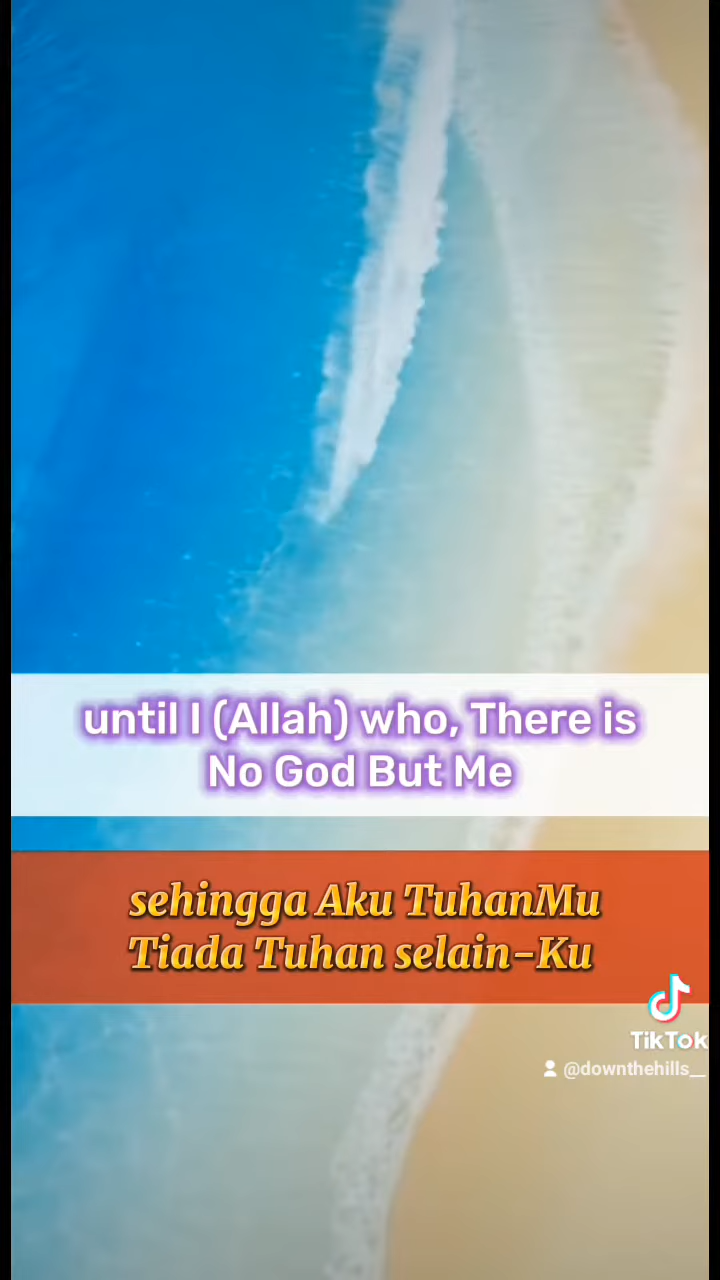 until I (Allah) who, There is
No God But Me
sehingga Aku TuhanMu
Tiada Tuhan selain-Ku
TikTok
@downthehills__